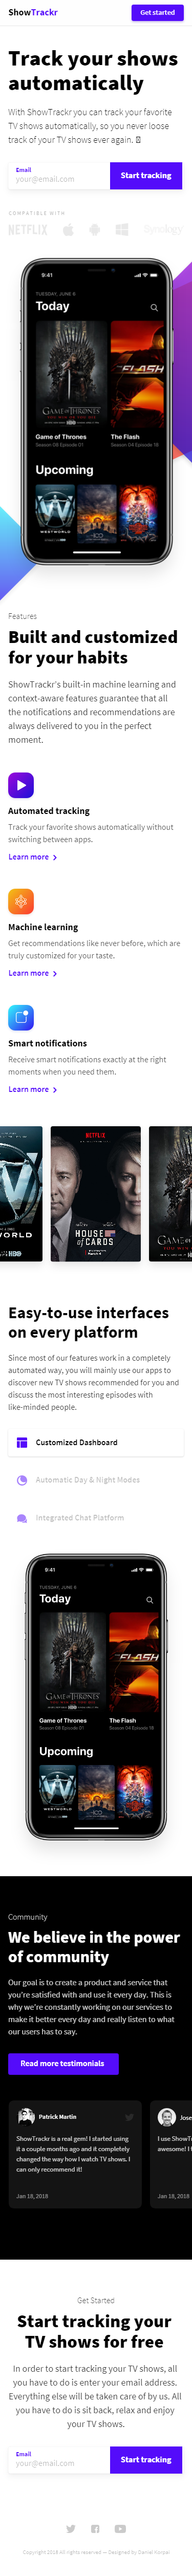 ShowTrackr
Get started
Track your shows
automatically
With ShowTrackr you can track your favorite
TV shows automatically, so you never loose
track of your TV shows ever again.
Email
your@email.com
Start tracking
COMPATIBLE WITH
NETFLIX
Synology
9:41
TUESDAY, JUNE 6
Today
GAME OF THRONES
THE FLASH
Game of Thrones
Season 08 Episode 01
The Flash
Season 04 Episode 18
Upcoming
WESTWORLD
Features
Built and customized
for your habits
ShowTrackr's built-in machine learning and
context-aware features guarantee that all
the notifications and recommendations are
always delivered to you in the perfect
moment.
Automated tracking
Track your favorite shows automatically without
switching between apps.
Learn more
Machine learning
Get recommendations like never before, which are
truly customized for your taste.
Learn more
Smart notifications
Receive smart notifications exactly at the right
moments when you need them.
Learn more
WORLD
HBO
NETFLIX
HOUSE
of CARDS
GAME
Easy-to-use interfaces
on every platform
Since most of our features work in a completely
automated way, you will mainly use our apps to
discover new TV shows recommended for you and
discuss the most interesting episodes with
like-minded people.
Customized Dashboard
Automatic Day & Night Modes
Integrated Chat Platform
9:41
TUESDAY, JUNE 6
Today
GAME OF THRONES
FLASH
Game of Thrones
Season 08 Episode 01
The Flash
Season 04 Episode 18
Upcoming
WESTWORLD
Community
We believe in the power
of community
Our goal is to create a product and service that
you're satisfied with and use it every day. This is
why we're constantly working on our services to
make it better every day and really listen to what
our users has to say.
Read more testimonials
Patrick Martin
ShowTrackr is a real gem! I started using
it a couple months ago and it completely
changed the way how I watch TV shows. I
can only recommend it!
Jan 18, 2018
Jose
I use ShowT
awesome! I
Jan 18, 2018
Get Started
Start tracking your
TV shows for free
In order to start tracking your TV shows, all
you have to do is enter your email address.
Everything else will be taken care of by us. All
you have to do is sit back, relax and enjoy
your TV shows.
Email
your@email.com
Start tracking
Copyright 2018 All rights reserved — Designed by Daniel Korpai